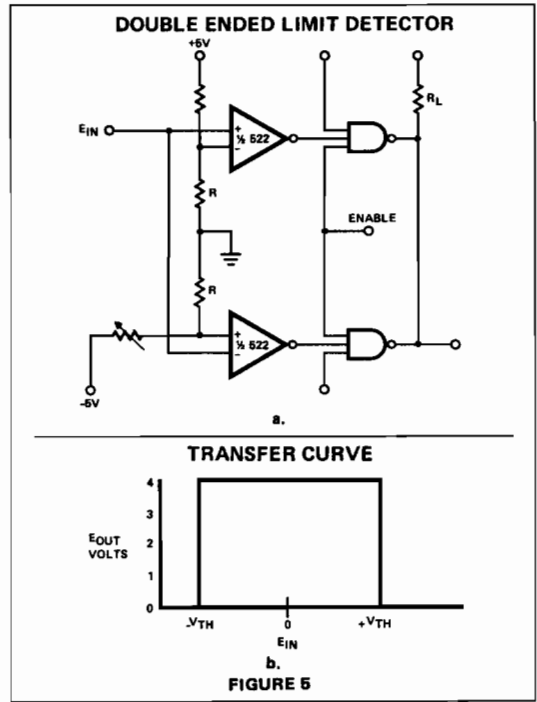 DOUBLE ENDED LIMIT DETECTOR
+5V
RL
EIN
+
½ 522
-
R
ENABLE
R
+
½ 522
-
-5V
a.
TRANSFER CURVE
4
3
EOUT
VOLTS
2
1
0
-VTH
0
+VTH
EIN
b.
FIGURE 5